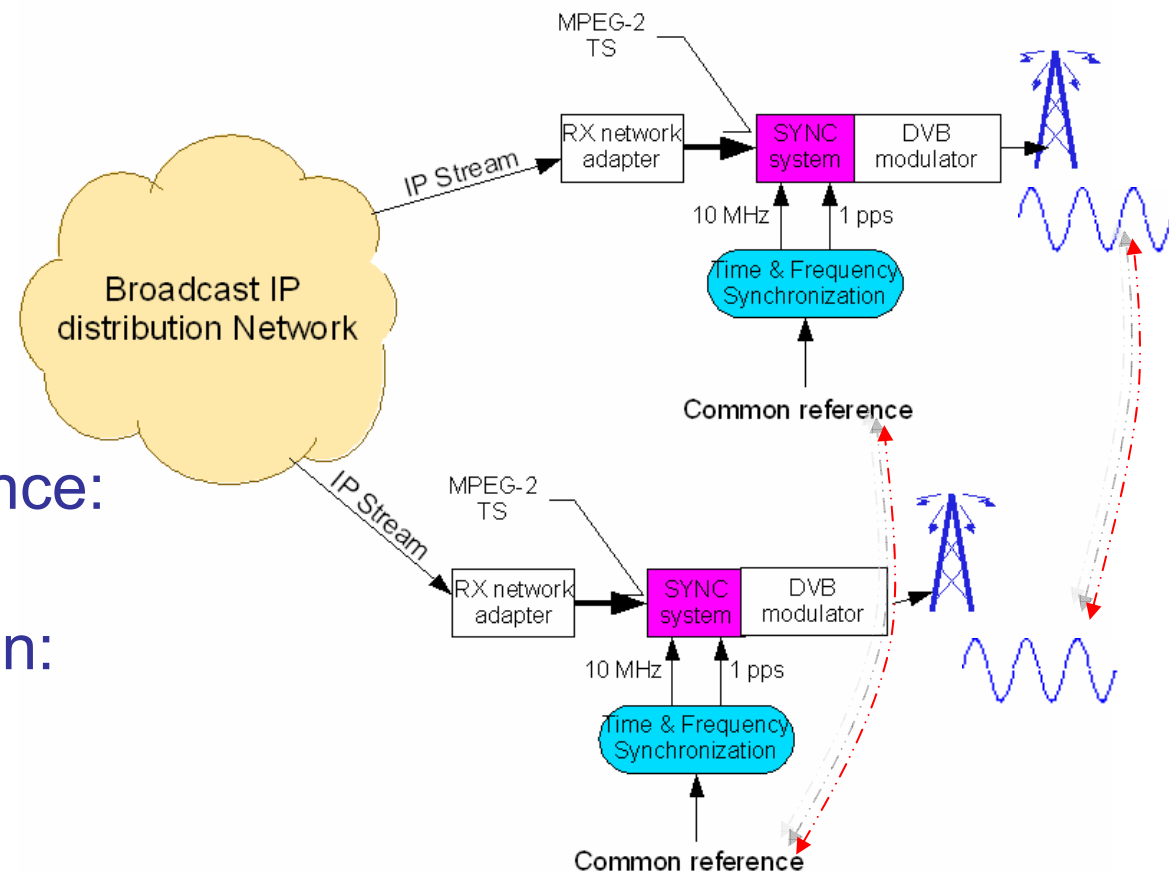 MPEG-2
TS
RX network
adapter
SYNC
system
DVB
modulator
IP Stream
10 MHz
1 pps
Time & Frequency
Synchronization
Broadcast IP
distribution Network
Common reference
nce:
IP Stream
MPEG-2
TS
RX network
adapter
SYNC
system
DVB
modulator
n:
10 MHz
1 pps
Time & Frequency
Synchronization
Common reference